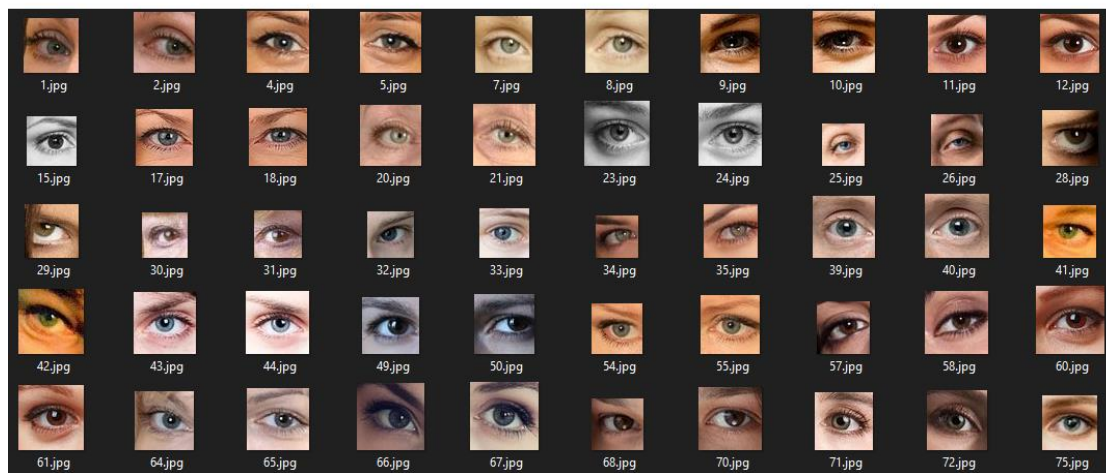 1.jpg 2.jpg 4.jpg 5.jpg 7.jpg 8.jpg 9.jpg 10.jpg 11.jpg 12.jpg
15.jpg 17.jpg 18.jpg 20.jpg 21.jpg 23.jpg 24.jpg 25.jpg 26.jpg 28.jpg
29.jpg 30.jpg 31.jpg 32.jpg 33.jpg 34.jpg 35.jpg 39.jpg 40.jpg 41.jpg
42.jpg 43.jpg 44.jpg 49.jpg 50.jpg 54.jpg 55.jpg 57.jpg 58.jpg 60.jpg
61.jpg 64.jpg 65.jpg 66.jpg 67.jpg 68.jpg 70.jpg 71.jpg 72.jpg 75.jpg